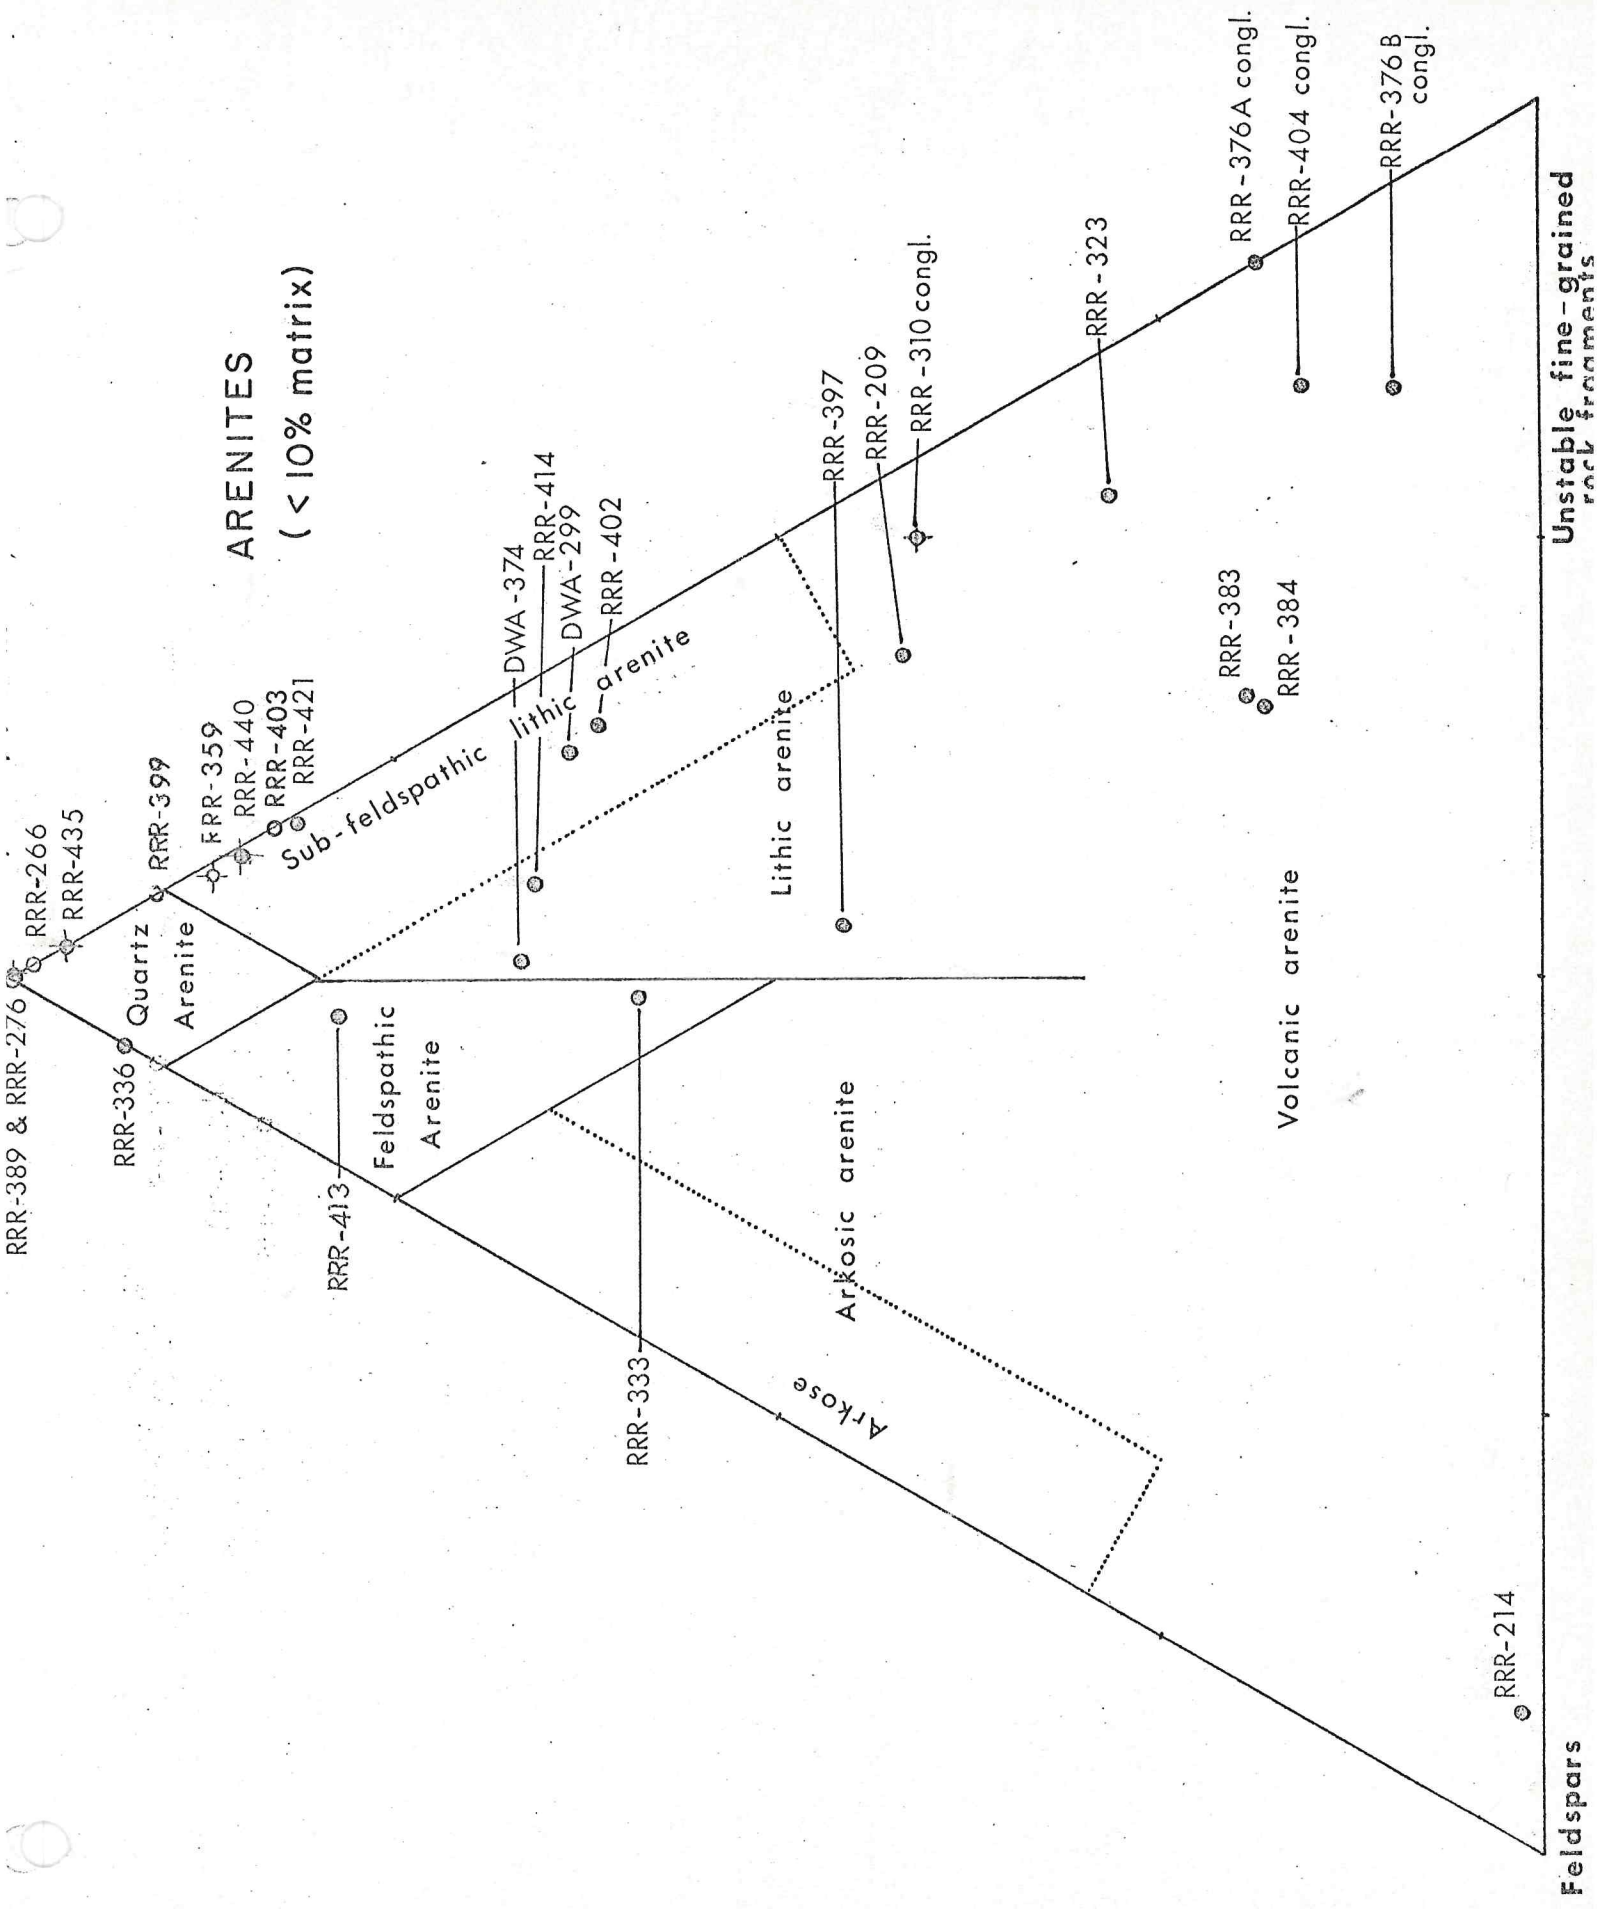 ARENITES
(< 10% matrix)
RRR-389 & RRR-276
RRR-266
RRR-435
RRR-336
Quartz
Arenite
RRR-399
RRR-359
RRR-440
RRR-403
RRR-421
Sub-feldspathic lithic arenite
RRR-413
Feldspathic
Arenite
DWA-374
RRR-414
DWA-299
RRR-402
RRR-333
Lithic arenite
Arkosic arenite
Arkose
RRR-397
RRR-209
RRR-310 congl.
RRR-323
RRR-383
RRR-384
RRR-376A congl.
RRR-404 congl.
RRR-376B
congl.
Volcanic arenite
RRR-214
Feldspars
Unstable fine-grained
rock fragments